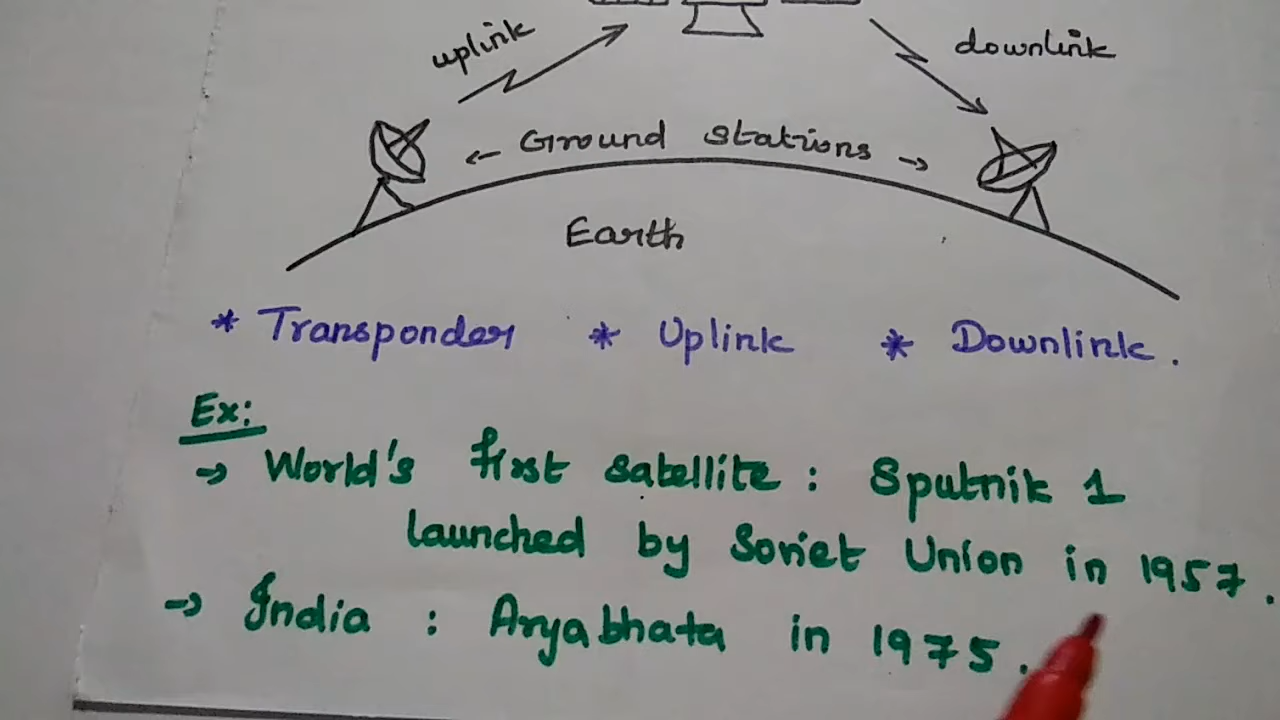 uplink
downlink
← Ground stations →
Earth
* Transponder * Uplink * Downlink.
Ex:
→ World's first satellite : Sputnik 1
launched by Soviet Union in 1957.
→ India : Aryabhata in 1975.